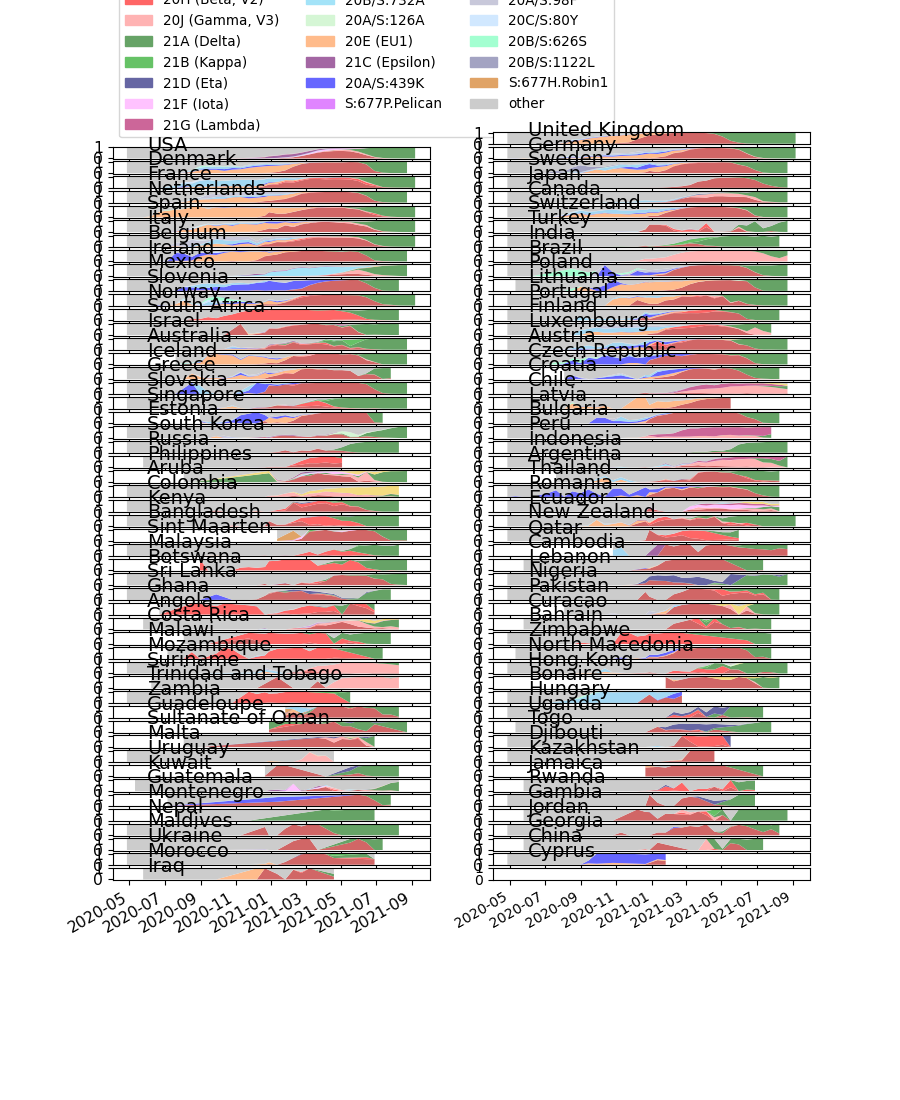 20H (Beta, V2)
20J (Gamma, V3)
21A (Delta)
21B (Kappa)
21D (Eta)
21F (Iota)
21G (Lambda)
20B/S:732A
20A/S:126A
20E (EU1)
21C (Epsilon)
20A/S:439K
S:677P.Pelican
20A/S:98F
20C/S:80Y
20B/S:626S
20B/S:1122L
S:677H.Robin1
other
USA
Denmark
France
Netherlands
Spain
Italy
Belgium
Ireland
Mexico
Slovenia
Norway
South Africa
Israel
Australia
Iceland
Greece
Slovakia
Singapore
Estonia
South Korea
Russia
Philippines
Aruba
Colombia
Kenya
Bangladesh
Sint Maarten
Malaysia
Botswana
Sri Lanka
Ghana
Angola
Costa Rica
Malawi
Mozambique
Suriname
Trinidad and Tobago
Zambia
Guadeloupe
Sultanate of Oman
Malta
Uruguay
Kuwait
Guatemala
Montenegro
Nepal
Maldives
Ukraine
Morocco
Iraq
2020-05
2020-07
2020-09
2020-11
2021-01
2021-03
2021-05
2021-07
2021-09
United Kingdom
Germany
Sweden
Japan
Canada
Switzerland
Turkey
India
Brazil
Poland
Lithuania
Portugal
Finland
Luxembourg
Austria
Czech Republic
Croatia
Chile
Latvia
Bulgaria
Peru
Indonesia
Argentina
Thailand
Romania
Ecuador
New Zealand
Qatar
Cambodia
Lebanon
Nigeria
Pakistan
Curacao
Bahrain
Zimbabwe
North Macedonia
Hong Kong
Bonaire
Hungary
Uganda
Togo
Djibouti
Kazakhstan
Jamaica
Rwanda
Gambia
Jordan
Georgia
China
Cyprus
2020-05
2020-07
2020-09
2020-11
2021-01
2021-03
2021-05
2021-07
2021-09